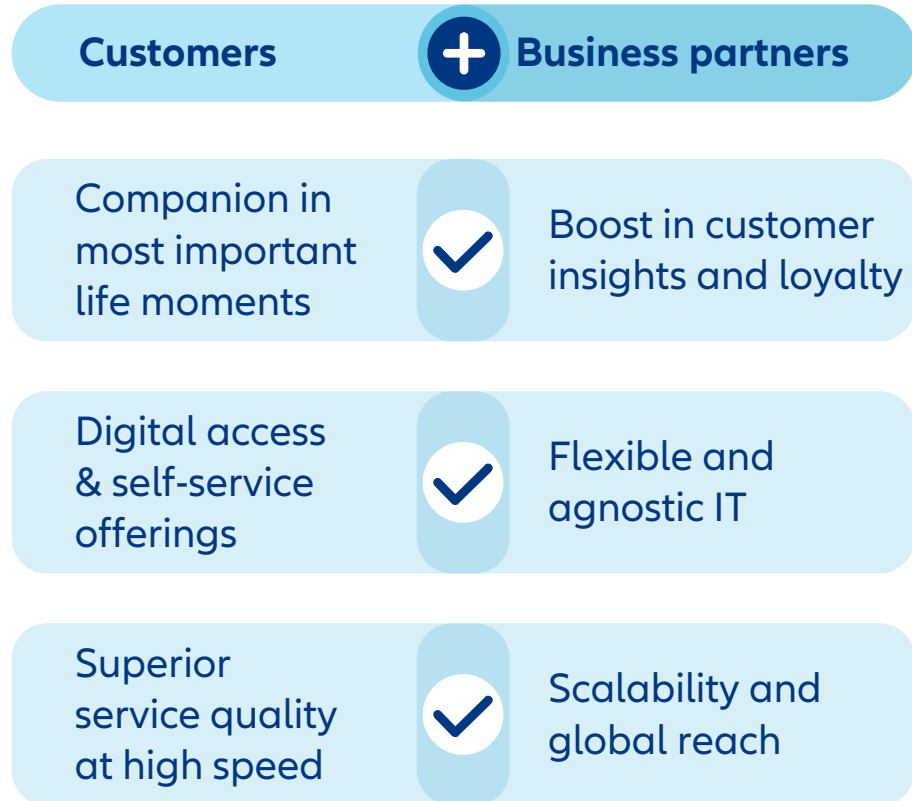 Customers
Business partners
Companion in
most important
life moments
Boost in customer
insights and loyalty
Digital access
& self-service
offerings
Flexible and
agnostic IT
Superior
service quality
at high speed
Scalability and
global reach